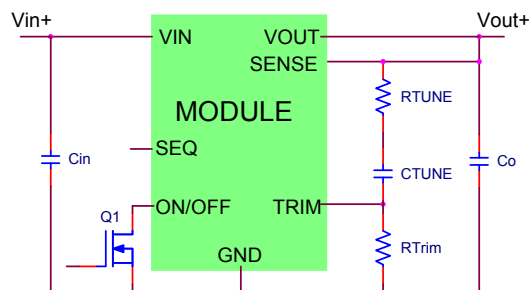 Vin+
Vout+
VIN
VOUT
SENSE
RTUNE
MODULE
Cin
SEQ
CTUNE
Co
Q1
ON/OFF
TRIM
RTrim
GND